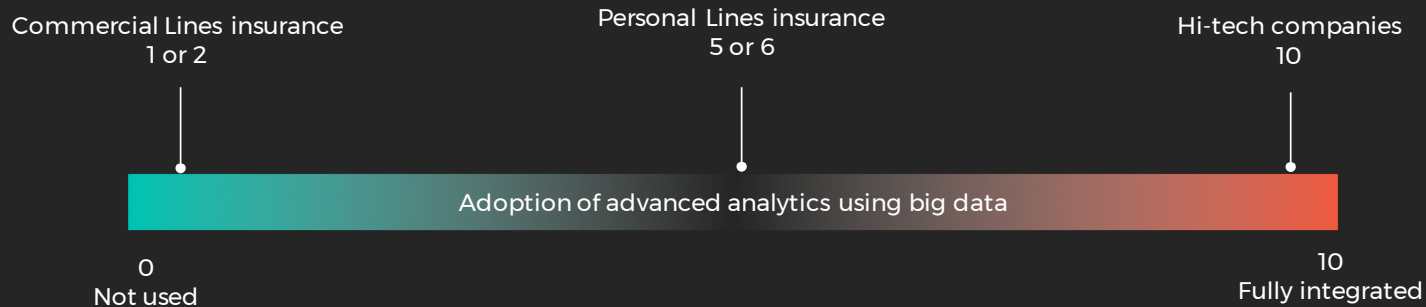 Commercial Lines insurance
1 or 2
Personal Lines insurance
5 or 6
Hi-tech companies
10
Adoption of advanced analytics using big data
0
Not used
10
Fully integrated